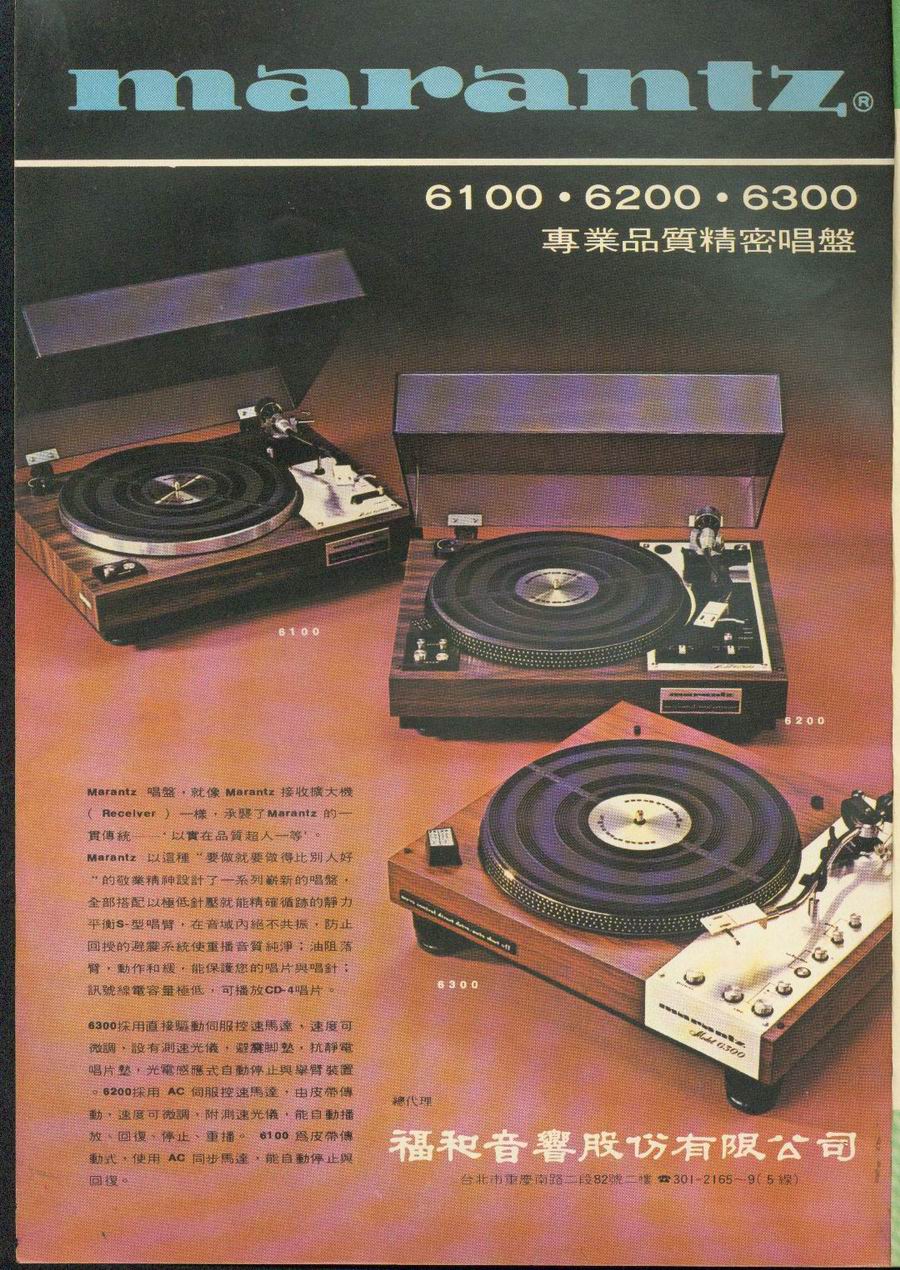 marantz®
6100・6200・6300
專業品質精密唱盤
6100
6200
Marantz 唱盤，就像 Marantz 接收擴大機
（ Receiver ）一樣，承襲了Marantz 的一
貫傳統——‘以實在品質超人一等’。
Marantz 以這種“要做就要做得比別人好
”的敬業精神設計了一系列嶄新的唱盤，
全部搭配以極低針壓就能精確循跡的靜力
平衡S-型唱臂，在音域內絕不共振，防止
回授的避震系統使重播音質純淨；油阻落
臂，動作和緩，能保護您的唱片與唱針；
訊號線電容量極低，可播放CD-4唱片。
6300採用直接驅動伺服控速馬達，速度可
微調，設有測速光儀，避震脚墊，抗靜電
唱片墊，光電感應式自動停止與舉臂裝置
。6200採用 AC 伺服控速馬達，由皮帶傳
動，速度可微調，附測速光儀，能自動播
放、回復、停止、重播。 6100 爲皮帶傳
動式，使用 AC 同步馬達，能自動停止與
回復。
servo control direct drive/auto shut-off
6300
marantz
Model 6300
總代理
福和音響股份有限公司
台北市重慶南路二段82號二樓 ☎301-2165～9(5線)